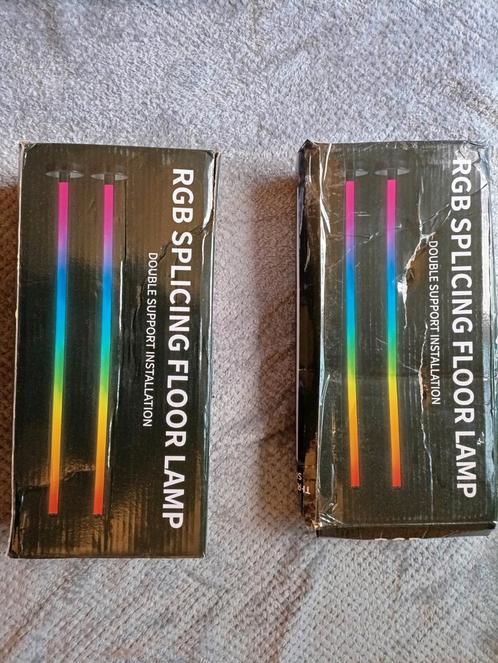 RGB SPLICING FLOOR LAMP
DOUBLE SUPPORT INSTALLATION
RGB SPLICING FLOOR LAMP
DOUBLE SUPPORT INSTALLATION